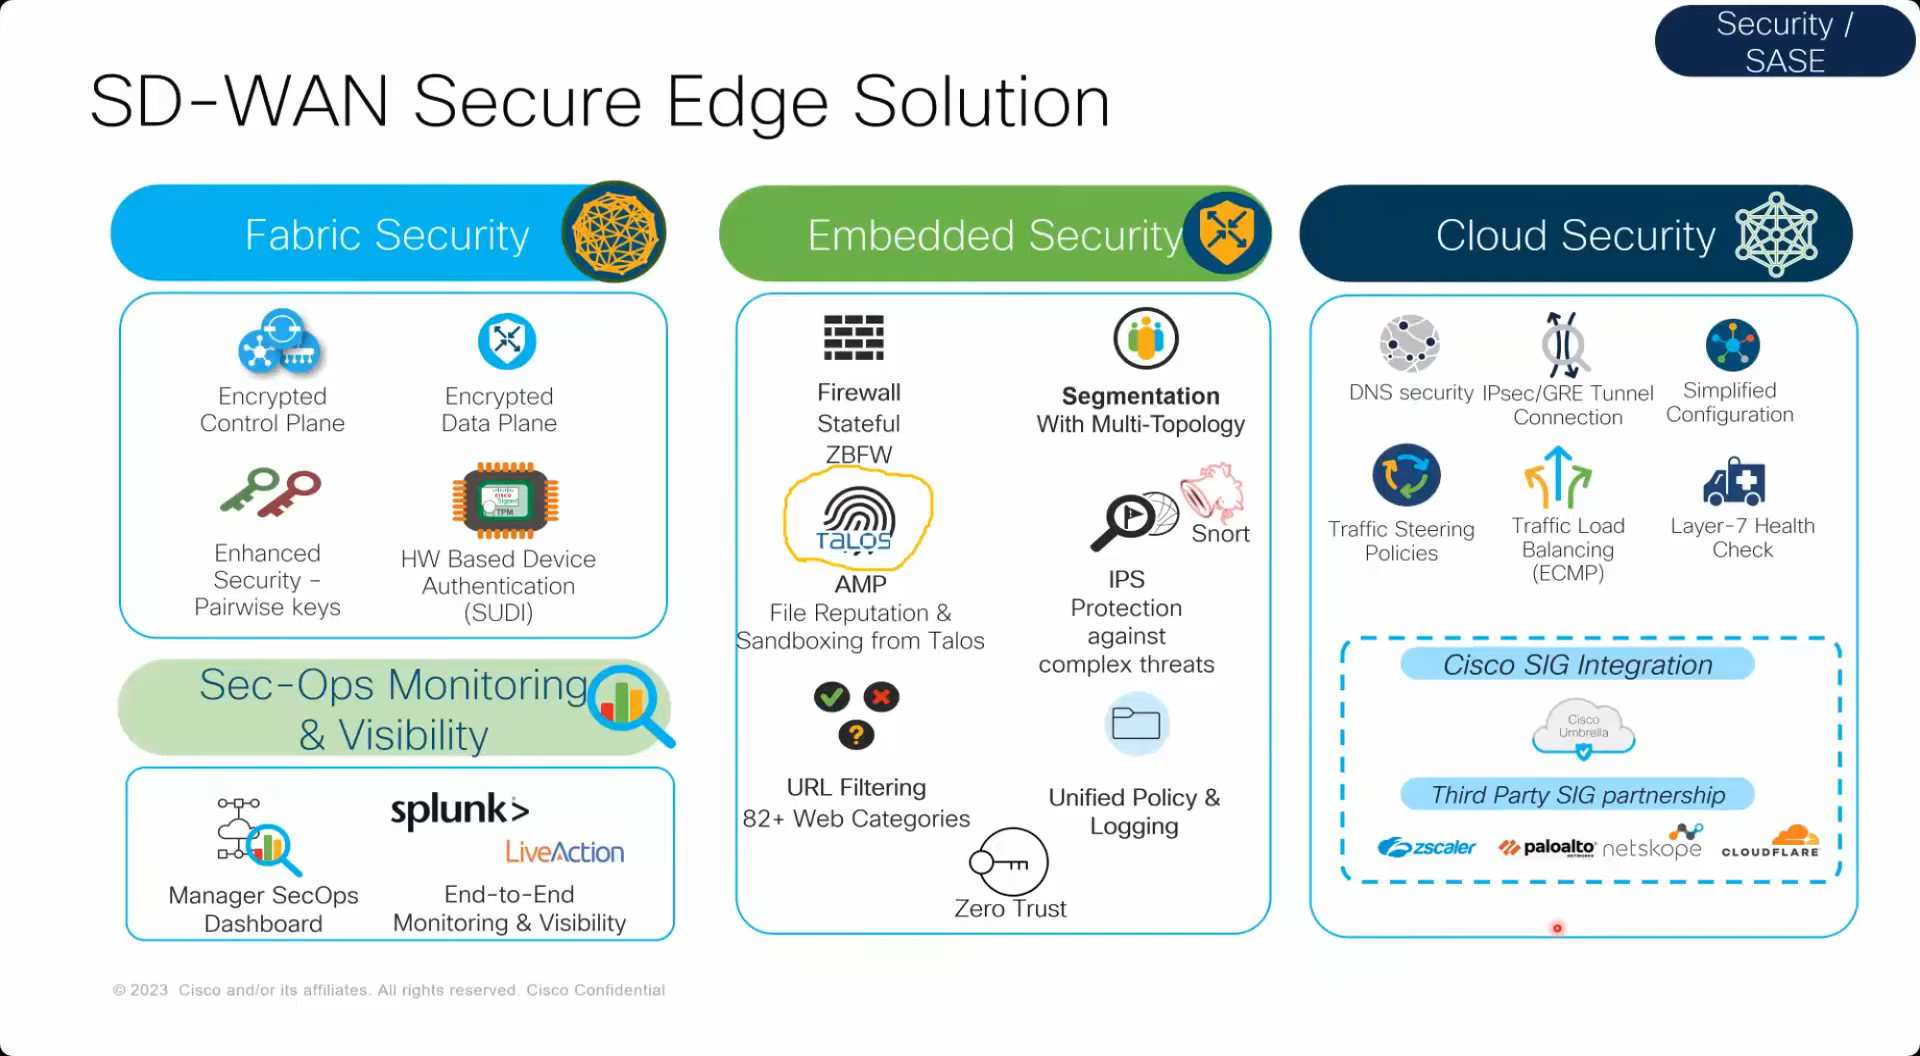 Security /
SASE
SD-WAN Secure Edge Solution
Fabric Security
Encrypted
Control Plane
Encrypted
Data Plane
Enhanced
Security -
Pairwise keys
cisco
Signed
TPM
HW Based Device
Authentication
(SUDI)
Sec-Ops Monitoring
& Visibility
Manager SecOps
Dashboard
splunk>
LiveAction
End-to-End
Monitoring & Visibility
Embedded Security
Firewall
Stateful
ZBFW
Segmentation
With Multi-Topology
TALOS
AMP
File Reputation &
Sandboxing from Talos
Snort
IPS
Protection
against
complex threats
?
URL Filtering
82+ Web Categories
Unified Policy &
Logging
Zero Trust
Cloud Security
DNS security
IPsec/GRE Tunnel
Connection
Simplified
Configuration
Traffic Steering
Policies
Traffic Load
Balancing
(ECMP)
Layer-7 Health
Check
Cisco SIG Integration
Cisco
Umbrella
Third Party SIG partnership
zscaler
paloalto
NETWORKS
netskope
CLOUDFLARE
© 2023 Cisco and/or its affiliates. All rights reserved. Cisco Confidential